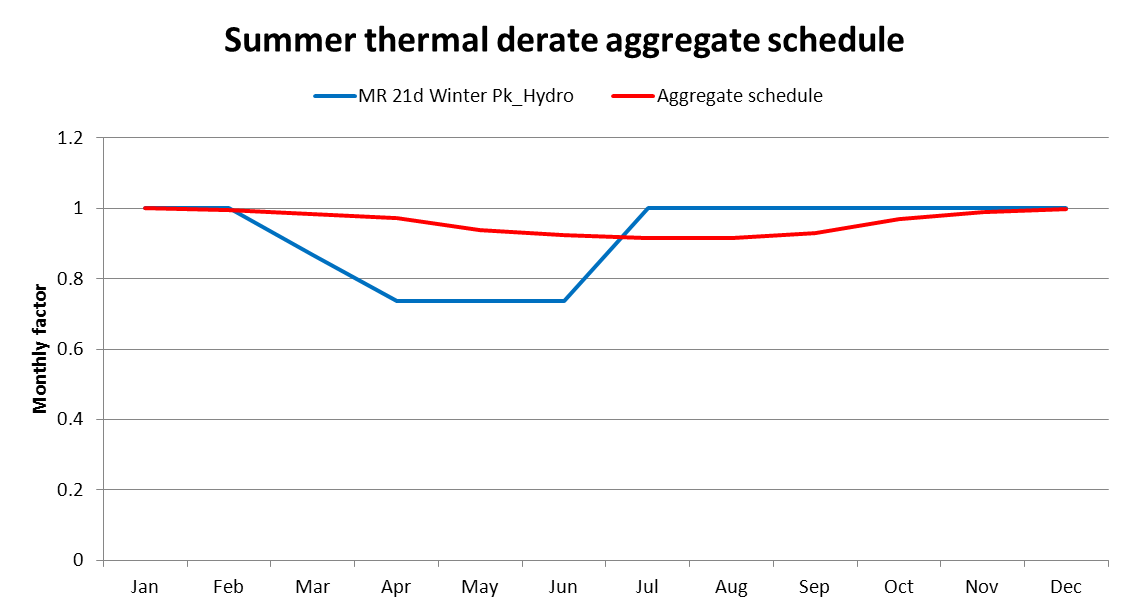 Summer thermal derate aggregate schedule
MR 21d Winter Pk_Hydro
Aggregate schedule
1.2
1
0.8
0.6
0.4
0.2
0
Monthly factor
Jan Feb Mar Apr May Jun Jul Aug Sep Oct Nov Dec